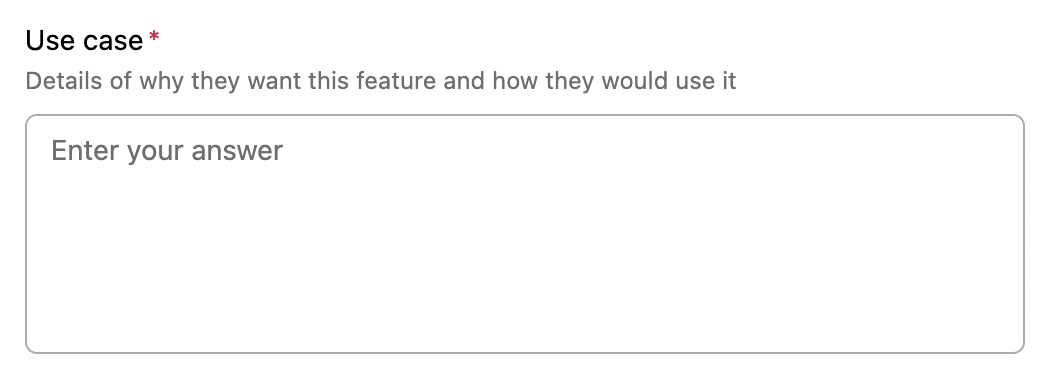 Use case*
Details of why they want this feature and how they would use it
Enter your answer